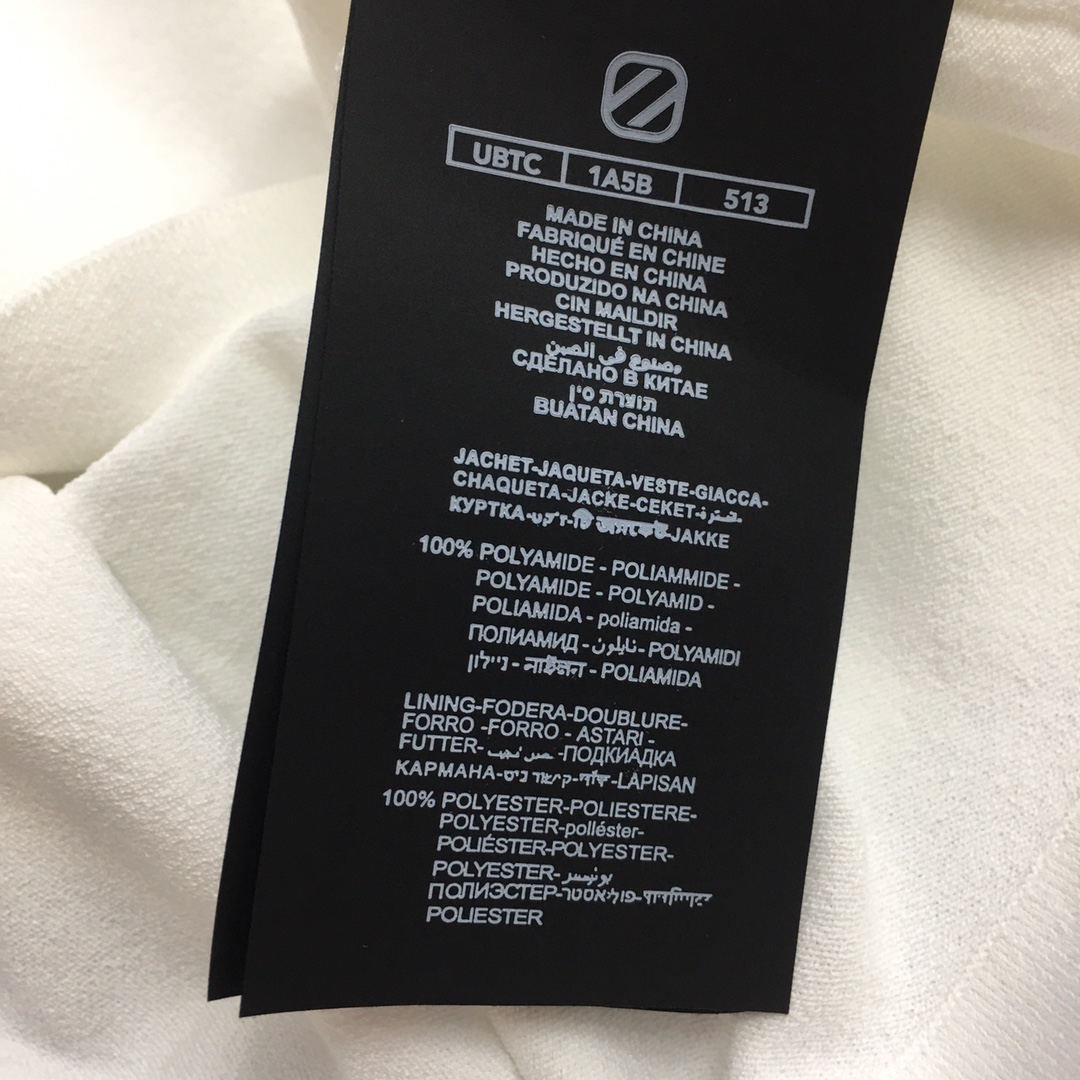 UBTC 1A5B 513
MADE IN CHINA
FABRIQUÉ EN CHINE
HECHO EN CHINA
PRODUZIDO NA CHINA
CIN MAILDIR
HERGESTELLT IN CHINA
مصنوع في الصين
СДЕЛАНО В КИТАЕ
תוצרת סין
BUATAN CHINA
JACHET-JAQUETA-VESTE-GIACCA-
CHAQUETA-JACKE-CEKET-سترة-
КУРТКА- -JAKKE
100% POLYAMIDE - POLIAMMIDE -
POLYAMIDE - POLYAMID -
POLIAMIDA - poliamida -
ПОЛИАМИД - نايلون - POLYAMIDI
ניילון - - POLIAMIDA
LINING-FODERA-DOUBLURE-
FORRO -FORRO - ASTARI -
FUTTER- -ПОДКИАДКА
КАРМАНА- -LAPISAN
100% POLYESTER-POLIESTERE-
POLYESTER-polléster-
POLIÉSTER-POLYESTER-
POLYESTER-
ПОЛИЭСТЕР-פוליאסטר-
POLIESTER